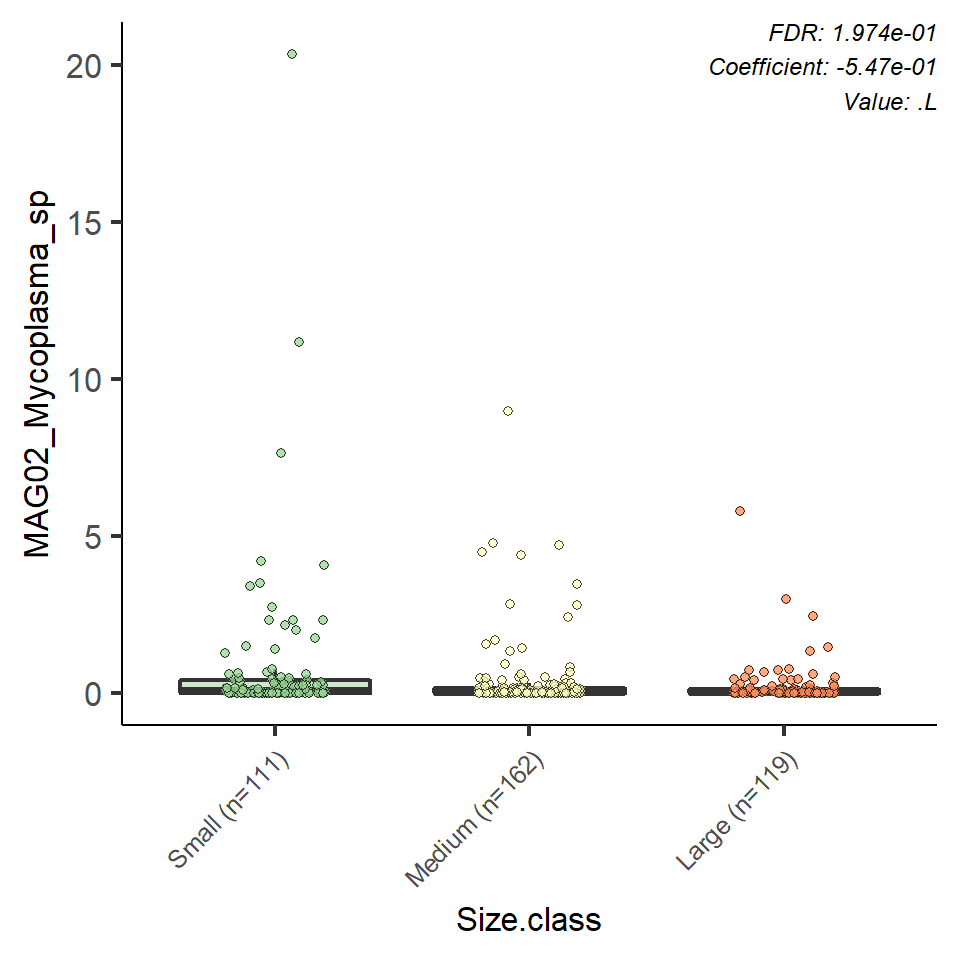 FDR: 1.974e-01
Coefficient: -5.47e-01
Value: .L
MAG02_Mycoplasma_sp
20
15
10
5
0
Small (n=111)
Medium (n=162)
Large (n=119)
Size.class